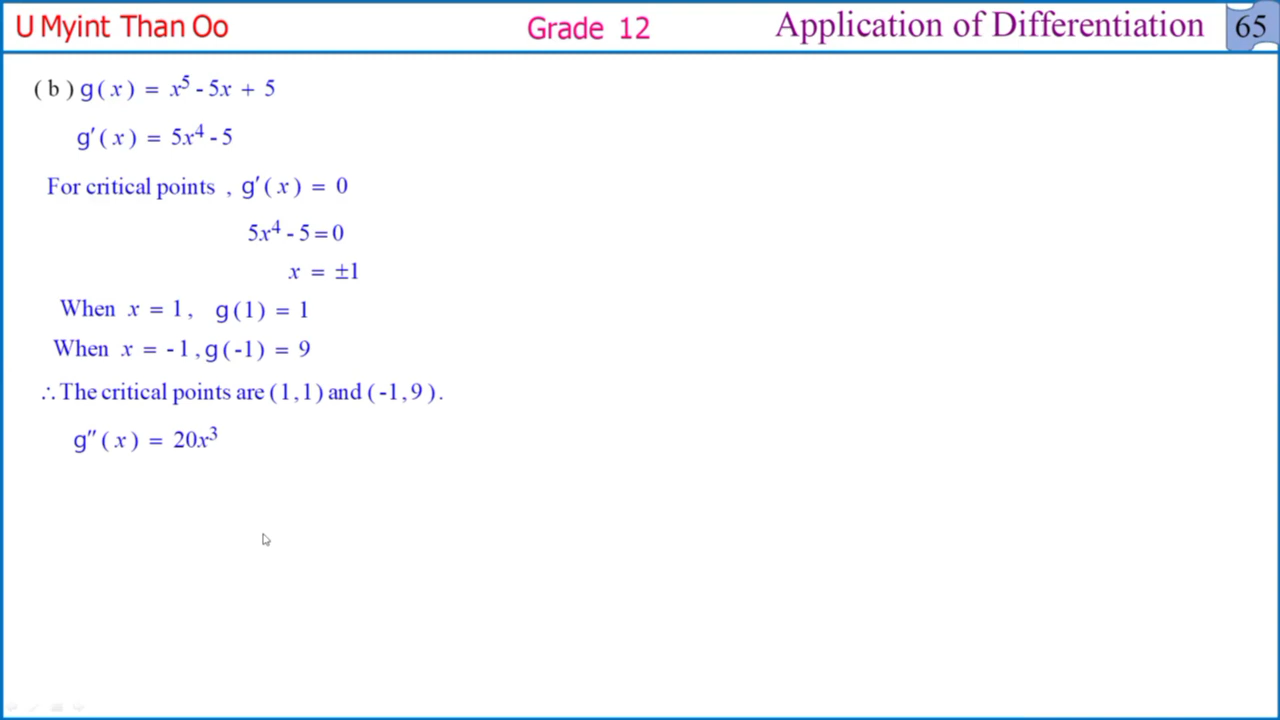 U Myint Than Oo Grade 12 Application of Differentiation 65
( b ) g( x ) = x⁵ - 5x + 5
g′( x ) = 5x⁴ - 5
For critical points , g′( x ) = 0
5x⁴ - 5 = 0
x = ±1
When x = 1 , g(1) = 1
When x = - 1 , g( -1) = 9
∴ The critical points are ( 1 , 1 ) and ( -1 , 9 ) .
g″( x ) = 20x³